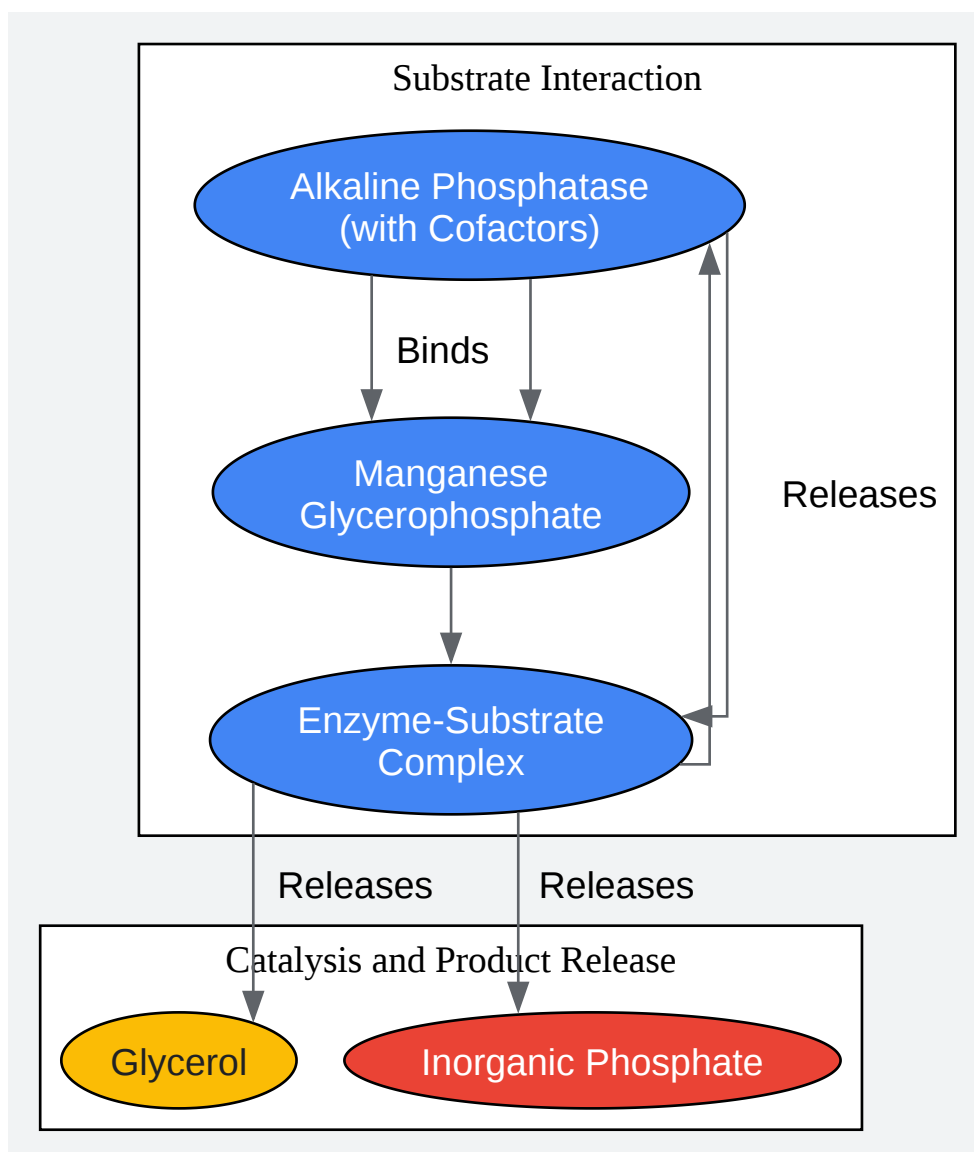 Substrate Interaction
Alkaline Phosphatase
(with Cofactors)
Binds
Manganese
Glycerophosphate
Releases
Enzyme-Substrate
Complex
Releases
Releases
Catalysis and Product Release
Glycerol
Inorganic Phosphate